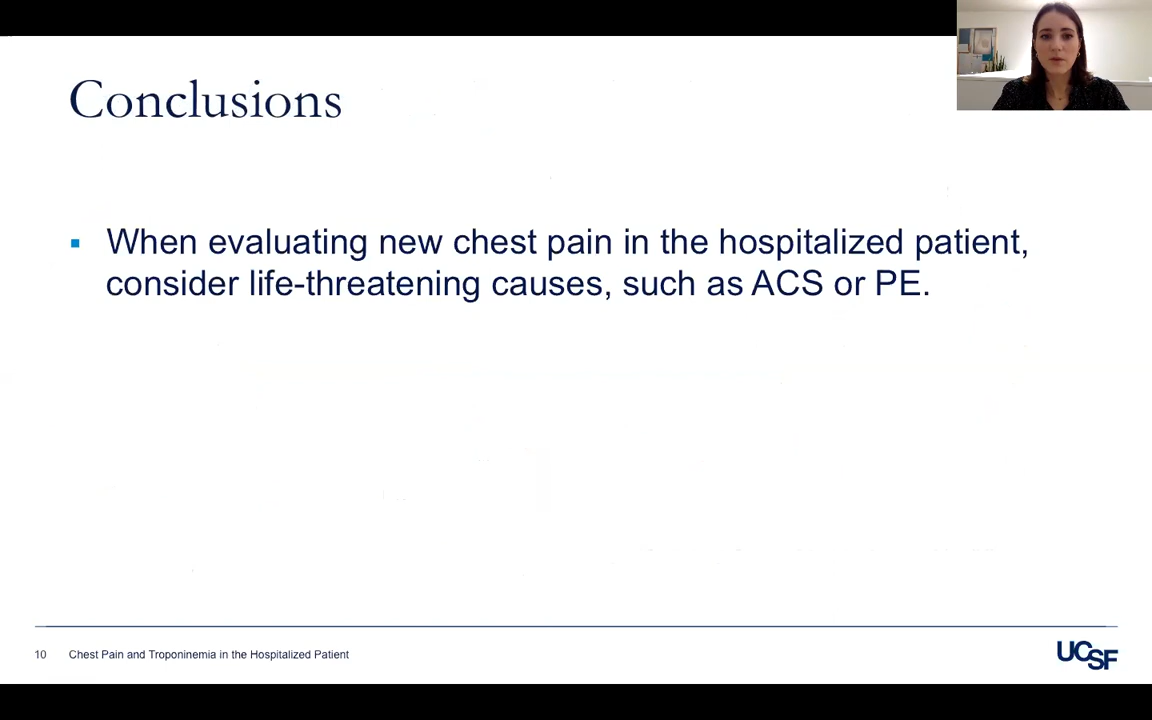 Conclusions
▪ When evaluating new chest pain in the hospitalized patient,
consider life-threatening causes, such as ACS or PE.
10 Chest Pain and Troponinemia in the Hospitalized Patient
UCSF